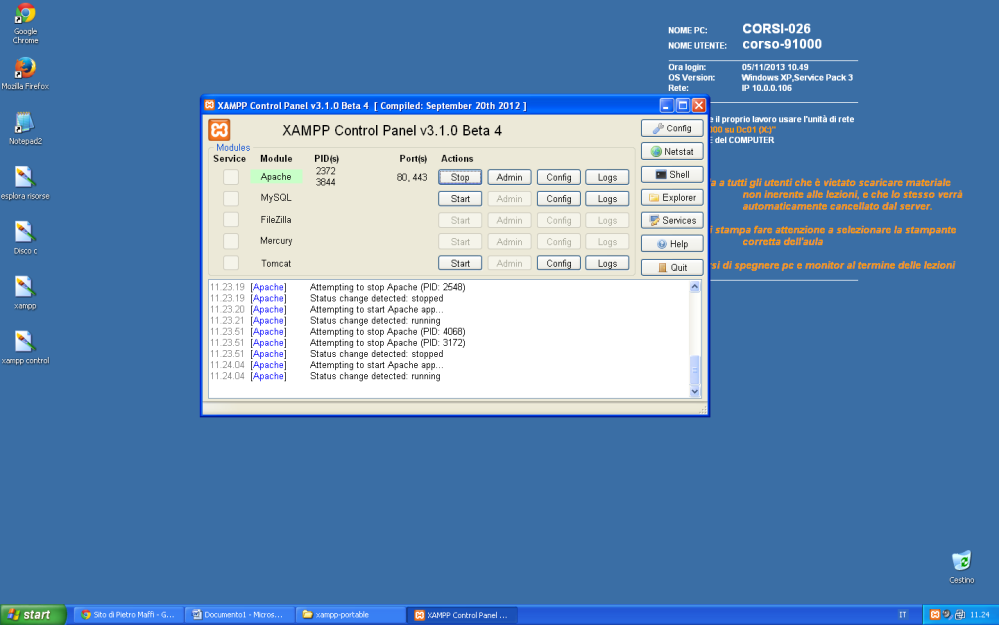 Google
Chrome
Mozilla Firefox
Notepad2
esplora risorse
Disco c
xampp
xampp control
NOME PC: CORSI-026
NOME UTENTE: corso-91000
Ora login: 05/11/2013 10.49
OS Version: Windows XP,Service Pack 3
Rete: IP 10.0.0.106
e il proprio lavoro usare l'unità di rete
000 su Dc01 (X:)"
E del COMPUTER
a a tutti gli utenti che è vietato scaricare materiale
non inerente alle lezioni, e che lo stesso verrà
automaticamente cancellato dal server.
i stampa fare attenzione a selezionare la stampante
corretta dell'aula
si di spegnere pc e monitor al termine delle lezioni
XAMPP Control Panel v3.1.0 Beta 4 [ Compiled: September 20th 2012 ]
XAMPP Control Panel v3.1.0 Beta 4
Modules
Service Module PID(s) Port(s) Actions
Apache 2372 3844 80, 443 Stop Admin Config Logs
MySQL Start Admin Config Logs
FileZilla Start Admin Config Logs
Mercury Start Admin Config Logs
Tomcat Start Admin Config Logs
Config
Netstat
Shell
Explorer
Services
Help
Quit
11.23.19 [Apache] Attempting to stop Apache (PID: 2548)
11.23.19 [Apache] Status change detected: stopped
11.23.20 [Apache] Attempting to start Apache app...
11.23.21 [Apache] Status change detected: running
11.23.51 [Apache] Attempting to stop Apache (PID: 4068)
11.23.51 [Apache] Attempting to stop Apache (PID: 3172)
11.23.51 [Apache] Status change detected: stopped
11.24.04 [Apache] Attempting to start Apache app...
11.24.04 [Apache] Status change detected: running
Cestino
start Sito di Pietro Maffi - G... Documento1 - Micros... xampp-portable XAMPP Control Panel ... IT 11.24